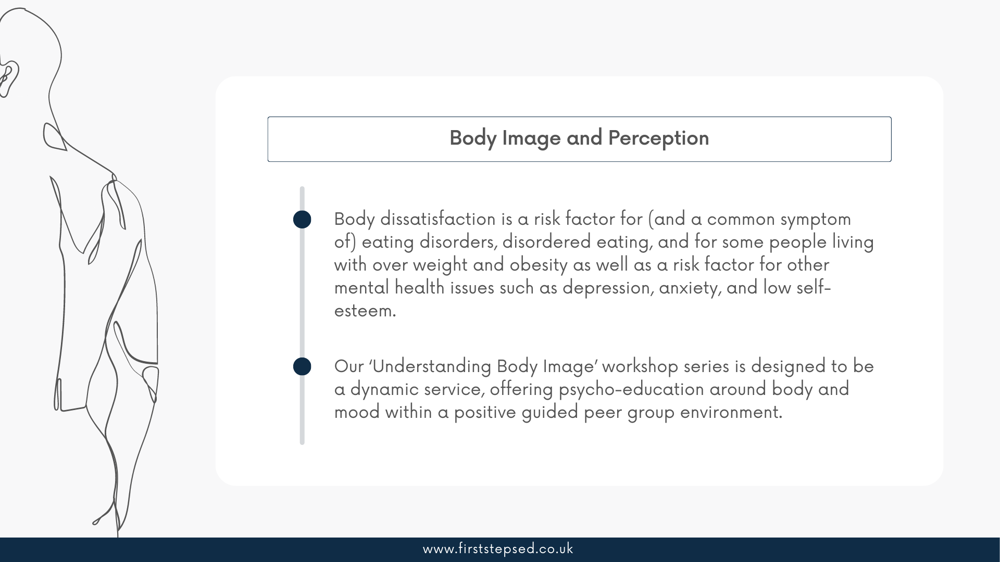 Body Image and Perception
Body dissatisfaction is a risk factor for (and a common symptom
of) eating disorders, disordered eating, and for some people living
with over weight and obesity as well as a risk factor for other
mental health issues such as depression, anxiety, and low self-
esteem.
Our ‘Understanding Body Image’ workshop series is designed to be
a dynamic service, offering psycho-education around body and
mood within a positive guided peer group environment.
www.firststepsed.co.uk